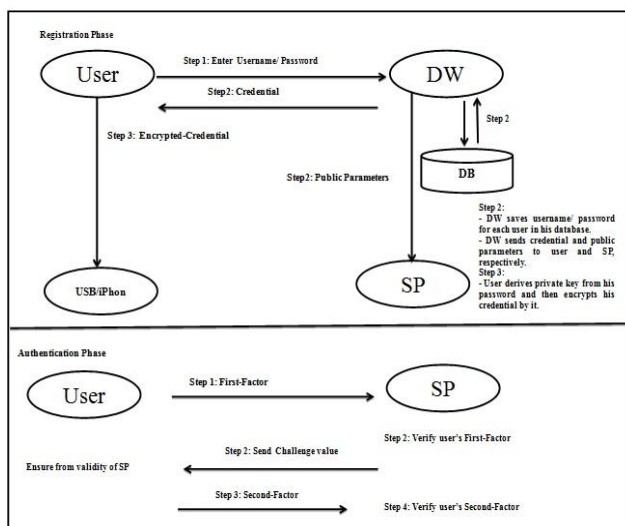 Registration Phase
User
Step 1: Enter Username/ Password
DW
Step2: Credential
Step 2
Step 3: Encrypted-Credential
DB
Step2: Public Parameters
Step 2:
- DW saves username/ password
for each user in his database.
- DW sends credential and public
parameters to user and SP,
respectively.
Step 3:
- User derives private key from his
password and then encrypts his
credential by it.
USB/iPhon
SP
Authentication Phase
User
Step 1: First-Factor
SP
Step 2: Verify user's First-Factor
Step 2: Send Challenge value
Ensure from validity of SP
Step 3: Second-Factor
Step 4: Verify user's Second-Factor